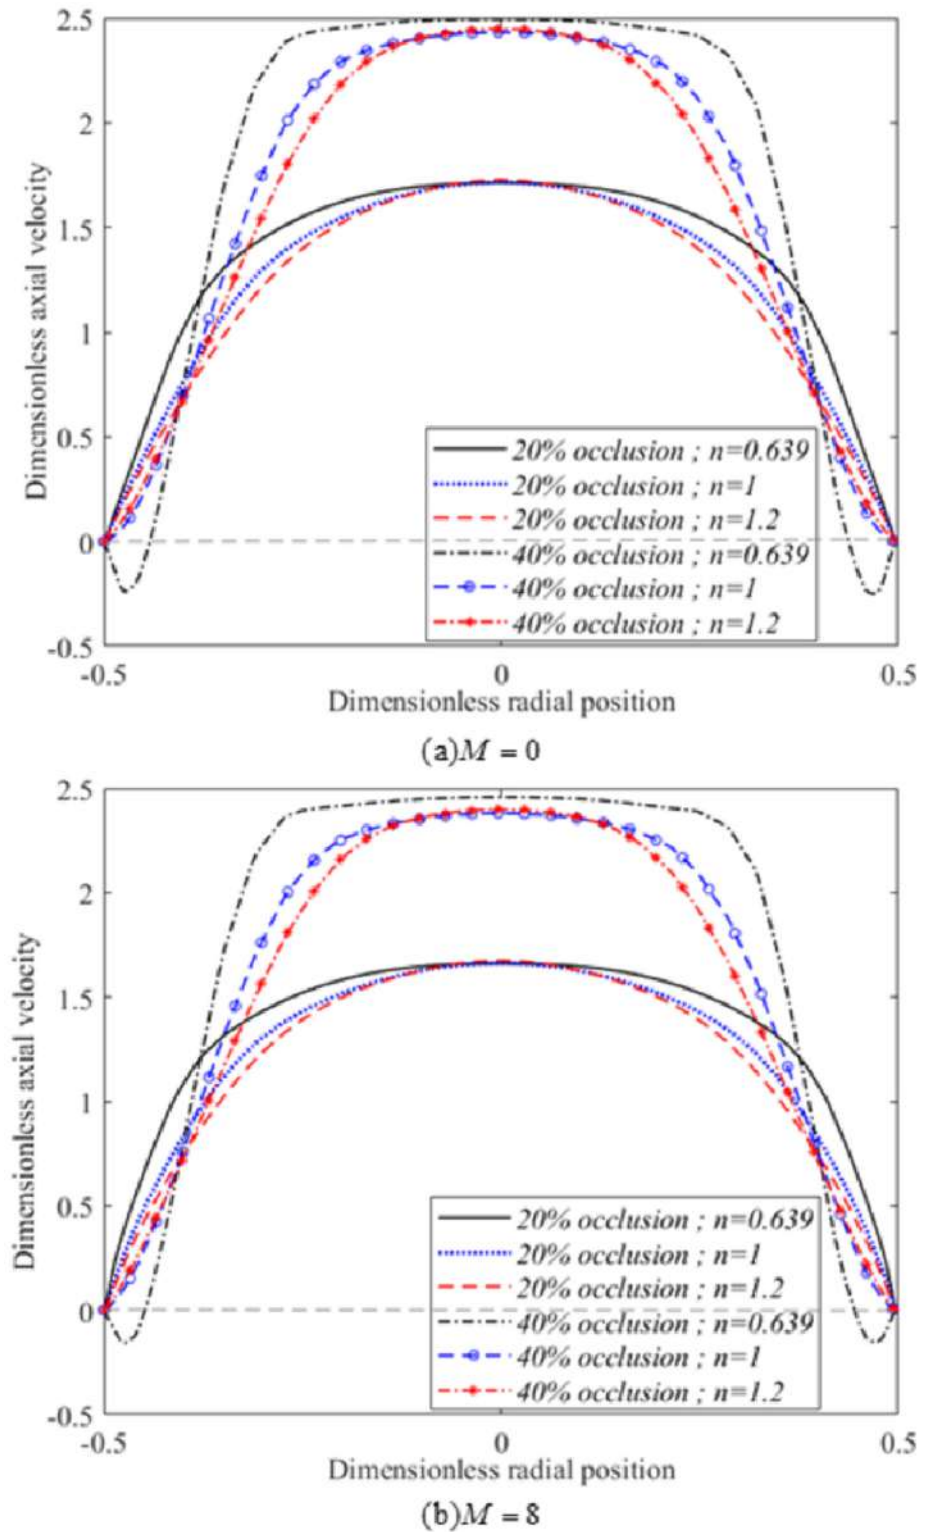 2.5
2
1.5
1
0.5
0
-0.5
Dimensionless axial velocity
20% occlusion ; n=0.639
20% occlusion ; n=1
20% occlusion ; n=1.2
40% occlusion ; n=0.639
40% occlusion ; n=1
40% occlusion ; n=1.2
-0.5 0 0.5
Dimensionless radial position
(a)M = 0
2.5
2
1.5
1
0.5
0
-0.5
Dimensionless axial velocity
20% occlusion ; n=0.639
20% occlusion ; n=1
20% occlusion ; n=1.2
40% occlusion ; n=0.639
40% occlusion ; n=1
40% occlusion ; n=1.2
-0.5 0 0.5
Dimensionless radial position
(b)M = 8